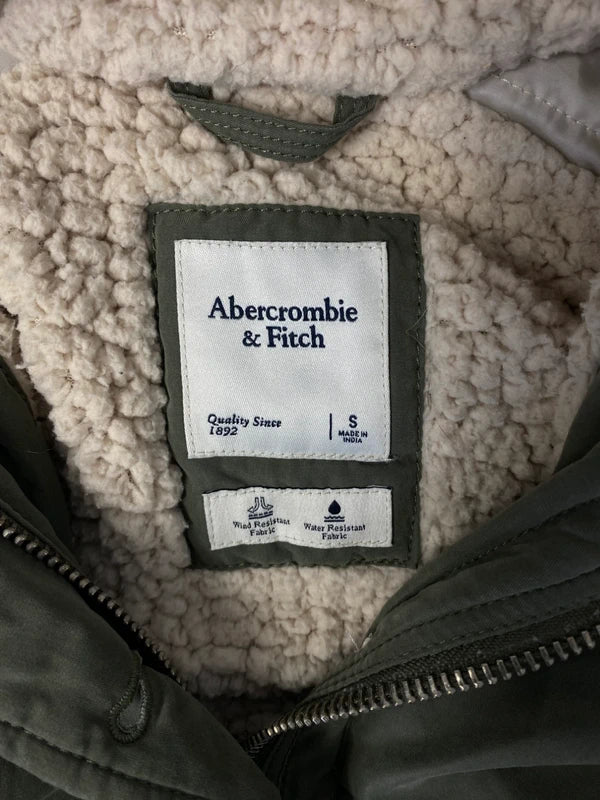 Abercrombie
& Fitch
Quality Since
1892
S
MADE IN
INDIA
Wind Resistant
Fabric
Water Resistant
Fabric